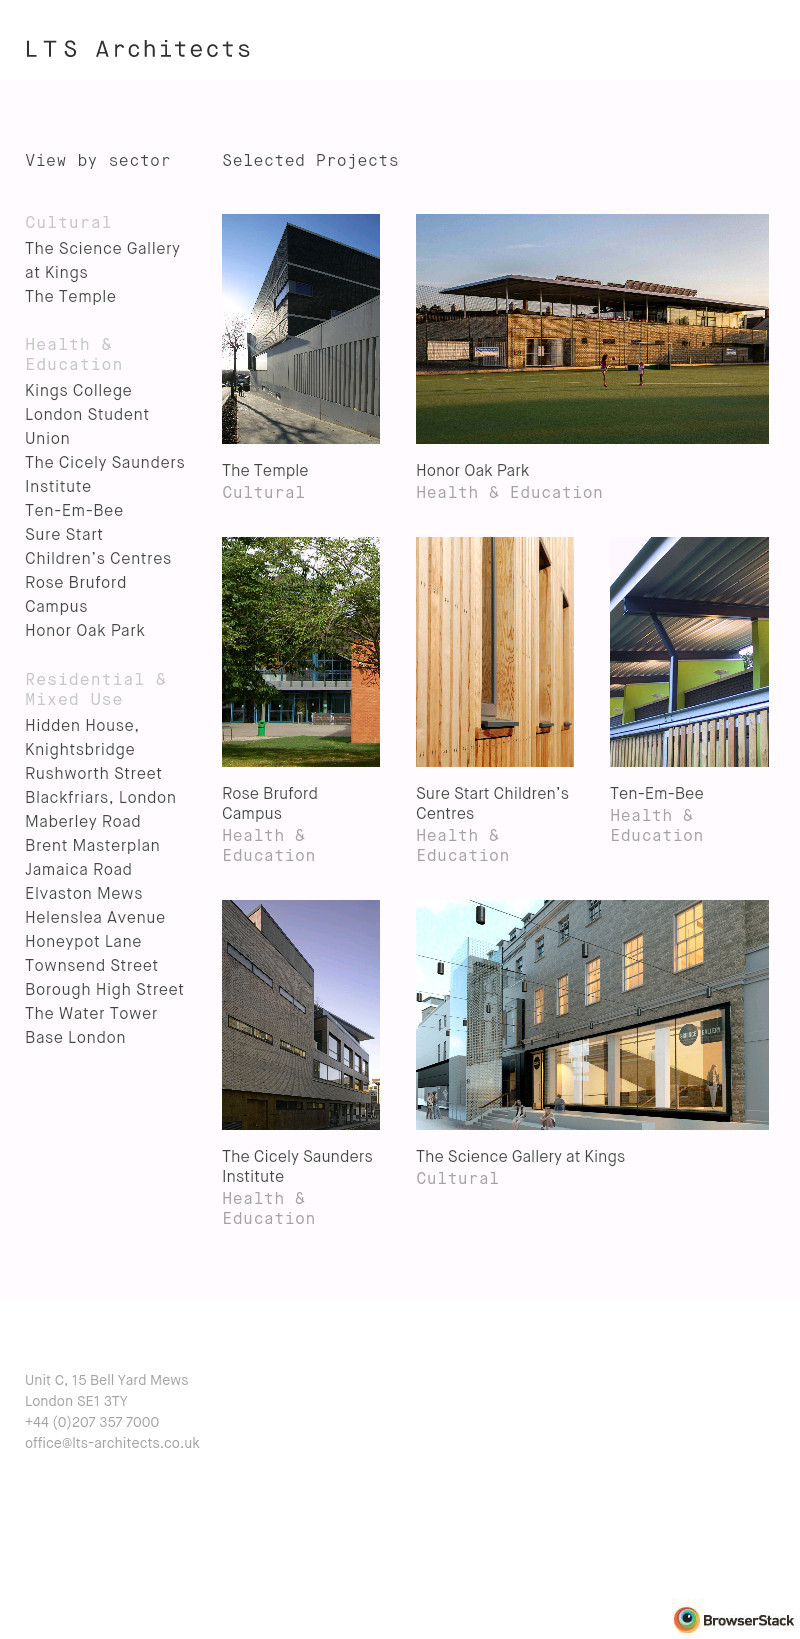 LTS Architects
View by sector
Cultural
The Science Gallery
at Kings
The Temple
Health &
Education
Kings College
London Student
Union
The Cicely Saunders
Institute
Ten-Em-Bee
Sure Start
Children’s Centres
Rose Bruford
Campus
Honor Oak Park
Residential &
Mixed Use
Hidden House,
Knightsbridge
Rushworth Street
Blackfriars, London
Maberley Road
Brent Masterplan
Jamaica Road
Elvaston Mews
Helenslea Avenue
Honeypot Lane
Townsend Street
Borough High Street
The Water Tower
Base London
Selected Projects
The Temple
Cultural
Honor Oak Park
Health & Education
Rose Bruford
Campus
Health &
Education
Sure Start Children’s
Centres
Health &
Education
Ten-Em-Bee
Health &
Education
The Cicely Saunders
Institute
Health &
Education
GALLERY
The Science Gallery at Kings
Cultural
Unit C, 15 Bell Yard Mews
London SE1 3TY
+44 (0)207 357 7000
office@lts-architects.co.uk
BrowserStack